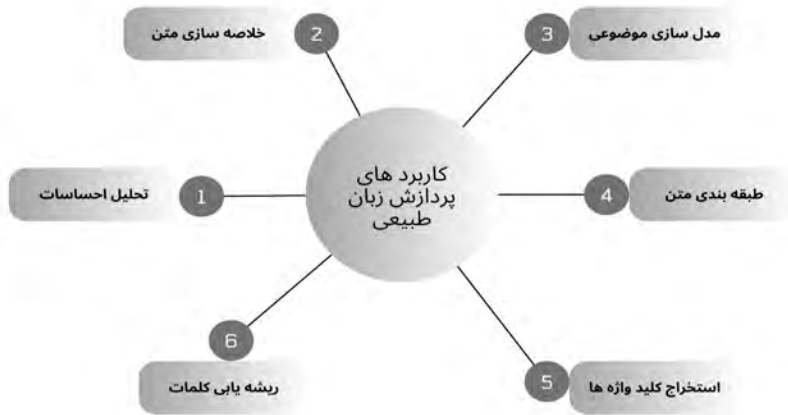 کاربرد های
پردازش زبان
طبیعی
1
تحلیل احساسات
2
خلاصه سازی متن
3
مدل سازی موضوعی
4
طبقه بندی متن
5
استخراج کلید واژه ها
6
ریشه یابی کلمات